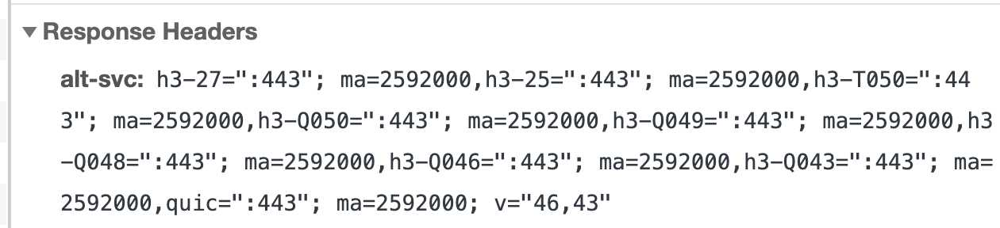 ▼ Response Headers
alt-svc: h3-27=":443"; ma=2592000,h3-25=":443"; ma=2592000,h3-T050=":44
3"; ma=2592000,h3-Q050=":443"; ma=2592000,h3-Q049=":443"; ma=2592000,h3
-Q048=":443"; ma=2592000,h3-Q046=":443"; ma=2592000,h3-Q043=":443"; ma=
2592000,quic=":443"; ma=2592000; v="46,43"